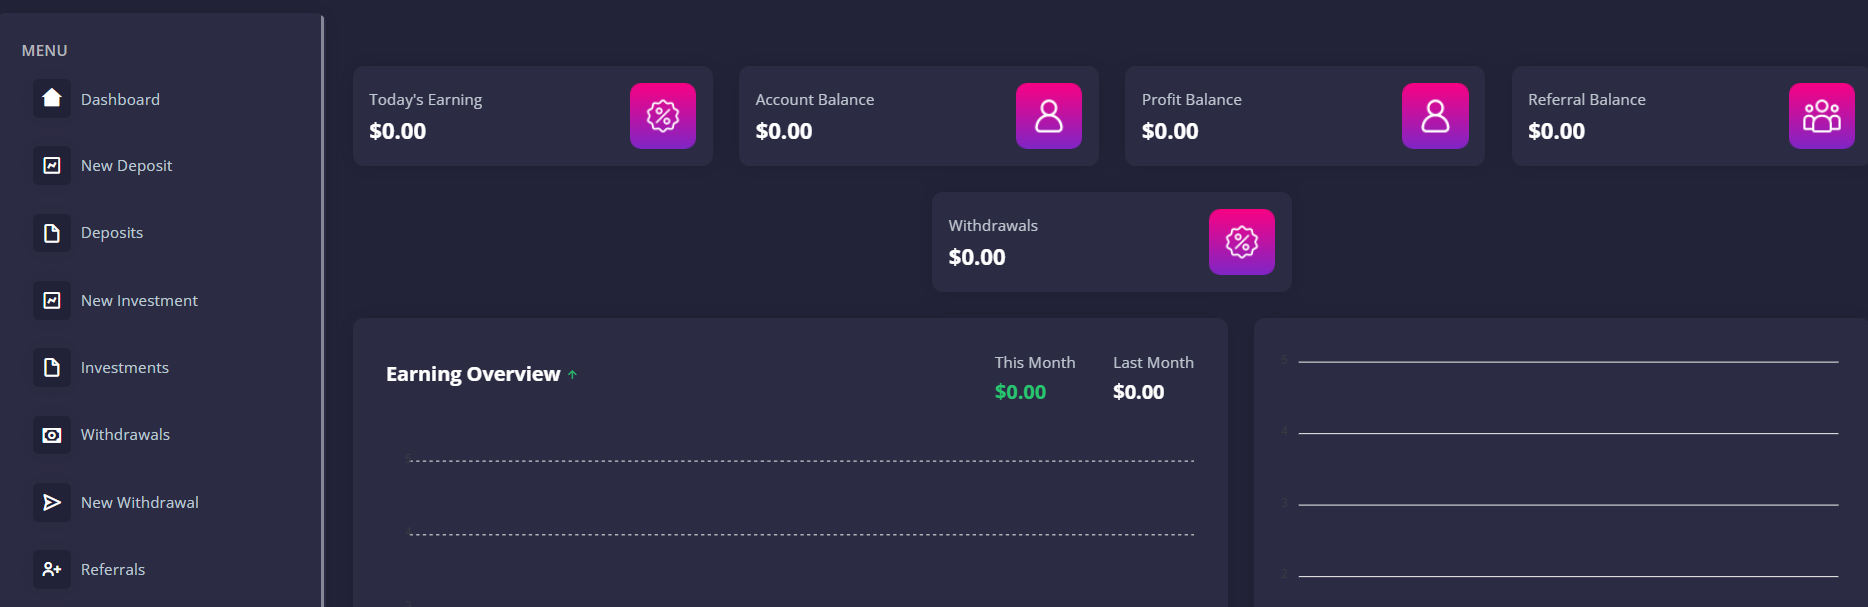 MENU
Dashboard
New Deposit
Deposits
New Investment
Investments
Withdrawals
New Withdrawal
Referrals
Today's Earning
$0.00
Account Balance
$0.00
Profit Balance
$0.00
Referral Balance
$0.00
Withdrawals
$0.00
Earning Overview
This Month
$0.00
Last Month
$0.00
5
4
3
2